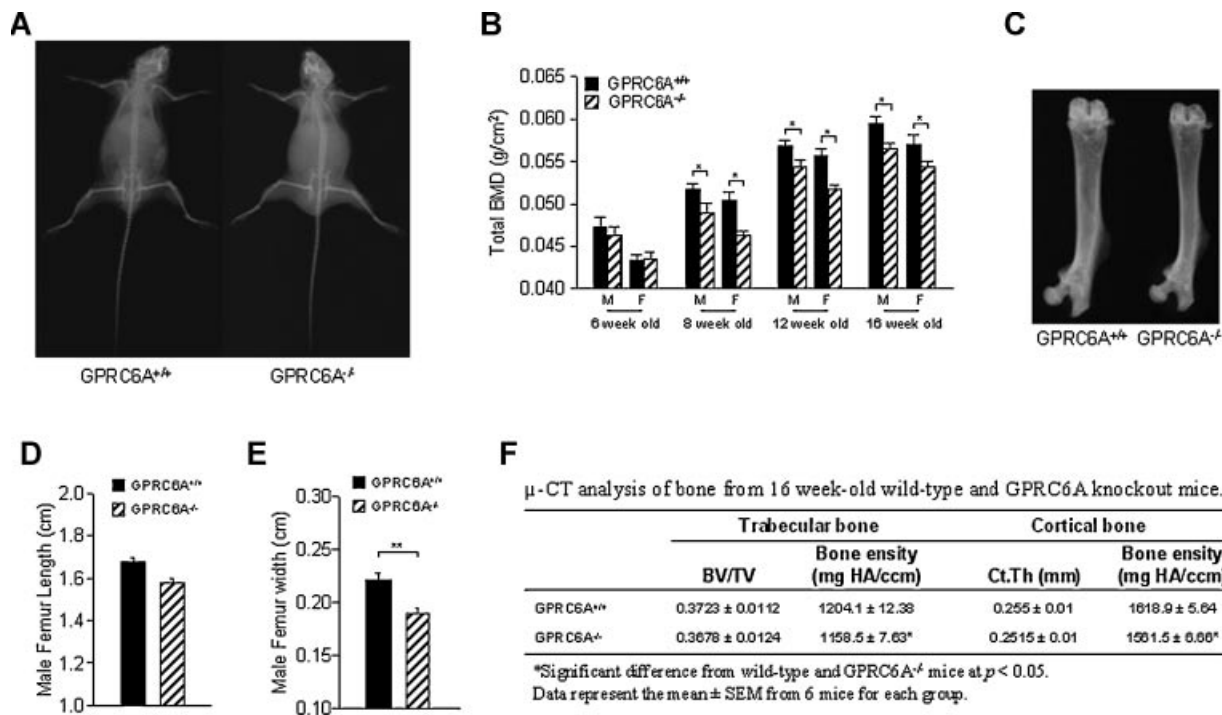 A
GPRC6A+/+
GPRC6A-/-
B
GPRC6A+/+
GPRC6A-/-
Total BMD (g/cm²)
0.065
0.060
0.055
0.050
0.045
0.040
* * * * * *
M F M F M F M F
6 week old 8 week old 12 week old 16 week old
C
GPRC6A+/+ GPRC6A-/-
D
GPRC6A+/+
GPRC6A-/-
Male Femur Length (cm)
2.0
1.8
1.6
1.4
1.2
1.0
E
GPRC6A+/+
GPRC6A-/-
Male Femur width (cm)
0.30
0.25
0.20
0.15
0.10
**
F
μ-CT analysis of bone from 16 week-old wild-type and GPRC6A knockout mice.
Trabecular bone Cortical bone
BV/TV Bone ensity (mg HA/ccm) Ct.Th (mm) Bone ensity (mg HA/ccm)
GPRC6A+/+ 0.3723 ± 0.0112 1204.1 ± 12.38 0.255 ± 0.01 1618.9 ± 5.64
GPRC6A-/- 0.3678 ± 0.0124 1158.5 ± 7.63* 0.2515 ± 0.01 1561.5 ± 6.66*
*Significant difference from wild-type and GPRC6A-/- mice at p < 0.05.
Data represent the mean ± SEM from 6 mice for each group.